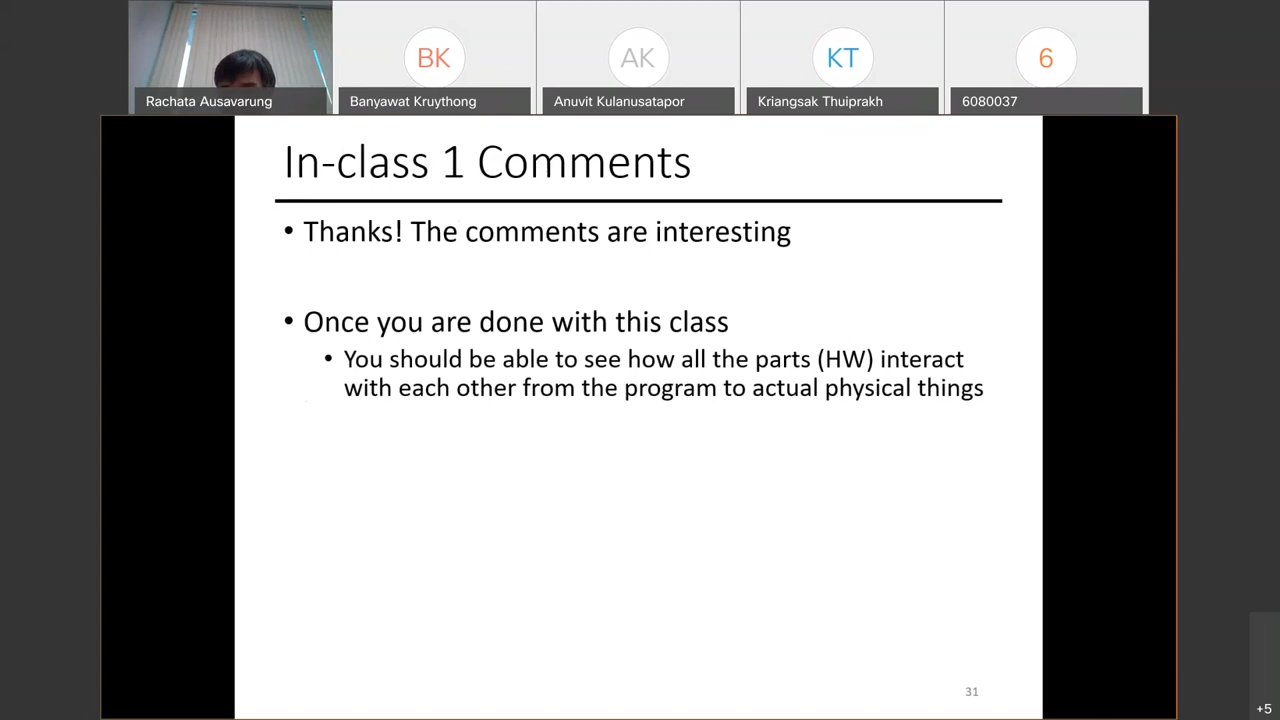 BK
AK
KT
6
Rachata Ausavarung
Banyawat Kruythong
Anuvit Kulanusatapor
Kriangsak Thuiprakh
6080037
In-class 1 Comments
• Thanks! The comments are interesting
• Once you are done with this class
• You should be able to see how all the parts (HW) interact
with each other from the program to actual physical things
31
+5